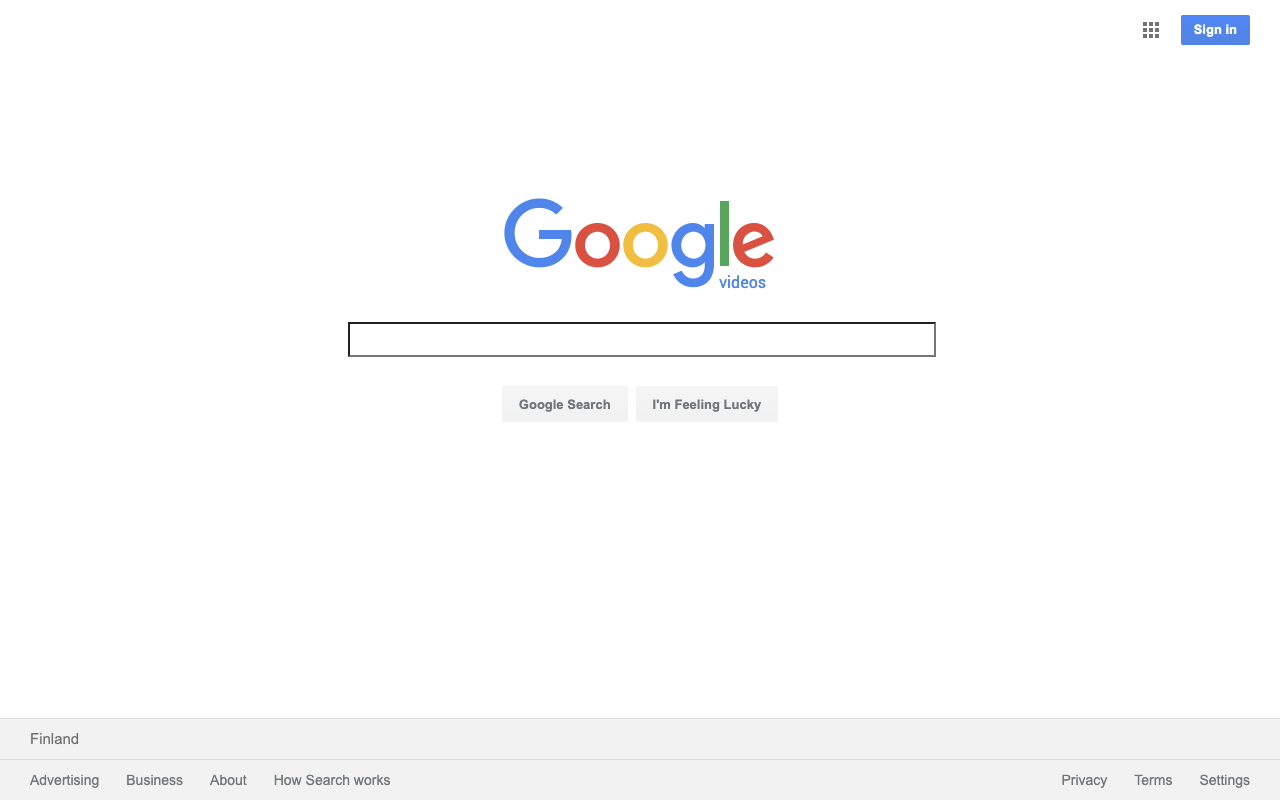 Sign in
Google
videos
Google Search I'm Feeling Lucky
Finland
Advertising Business About How Search works Privacy Terms Settings